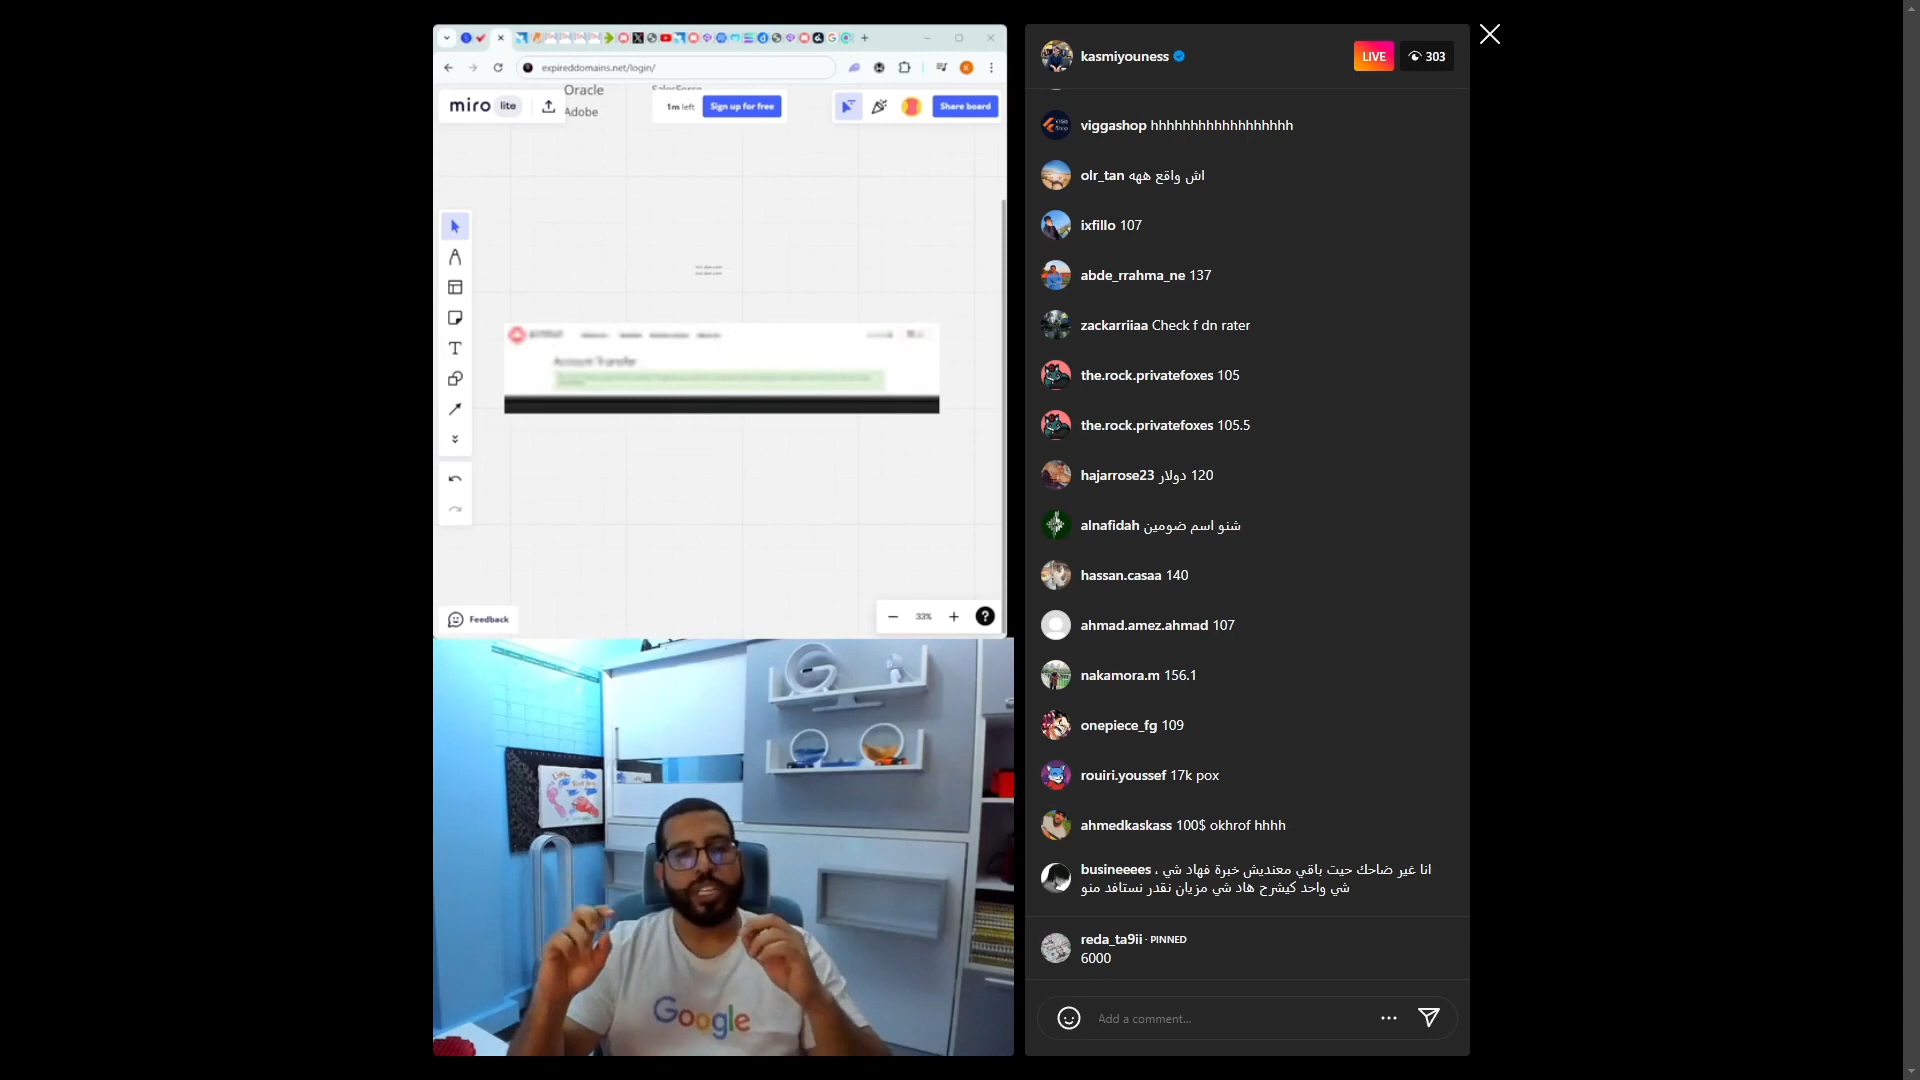 expireddomains.net/login/
miro lite
Oracle
Adobe
1m left
Sign up for free
Share board
Account Transfer
33%
Feedback
Google
kasmiyouness
LIVE
303
viggashop hhhhhhhhhhhhhhhhhh
olr_tan اش واقع ههه
ixfillo 107
abde_rrahma_ne 137
zackarriiaa Check f dn rater
the.rock.privatefoxes 105
the.rock.privatefoxes 105.5
hajarrose23 120 دولار
alnafidah شنو اسم ضومين
hassan.casaa 140
ahmad.amez.ahmad 107
nakamora.m 156.1
onepiece_fg 109
rouiri.youssef 17k pox
ahmedkaskass 100$ okhrof hhhh
busineeees انا غير ضاحك حيت باقي معنديش خبرة فهاد شي ،
شي واحد كيشرح هاد شي مزيان نقدر نستافد منو
reda_ta9ii · PINNED
6000
Add a comment...